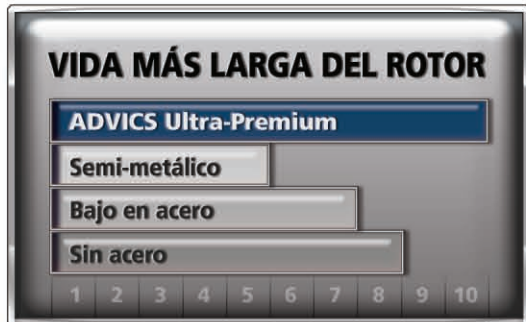 VIDA MÁS LARGA DEL ROTOR
ADVICS Ultra-Premium
Semi-metálico
Bajo en acero
Sin acero
1 2 3 4 5 6 7 8 9 10